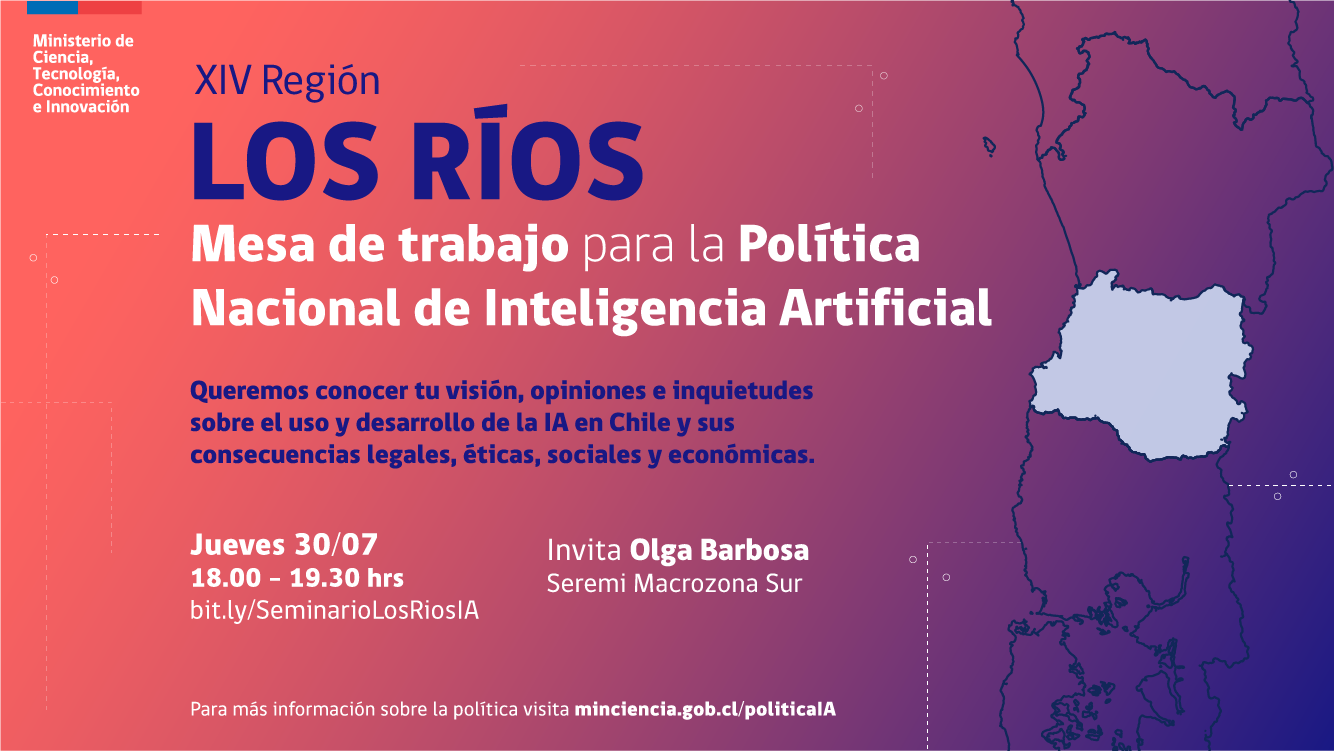 Ministerio de
Ciencia,
Tecnología,
Conocimiento
e Innovación
XIV Región
LOS RÍOS
Mesa de trabajo para la Política
Nacional de Inteligencia Artificial
Queremos conocer tu visión, opiniones e inquietudes
sobre el uso y desarrollo de la IA en Chile y sus
consecuencias legales, éticas, sociales y económicas.
Jueves 30/07
18.00 – 19.30 hrs
bit.ly/SeminarioLosRiosIA
Invita Olga Barbosa
Seremi Macrozona Sur
Para más información sobre la política visita minciencia.gob.cl/politicaIA